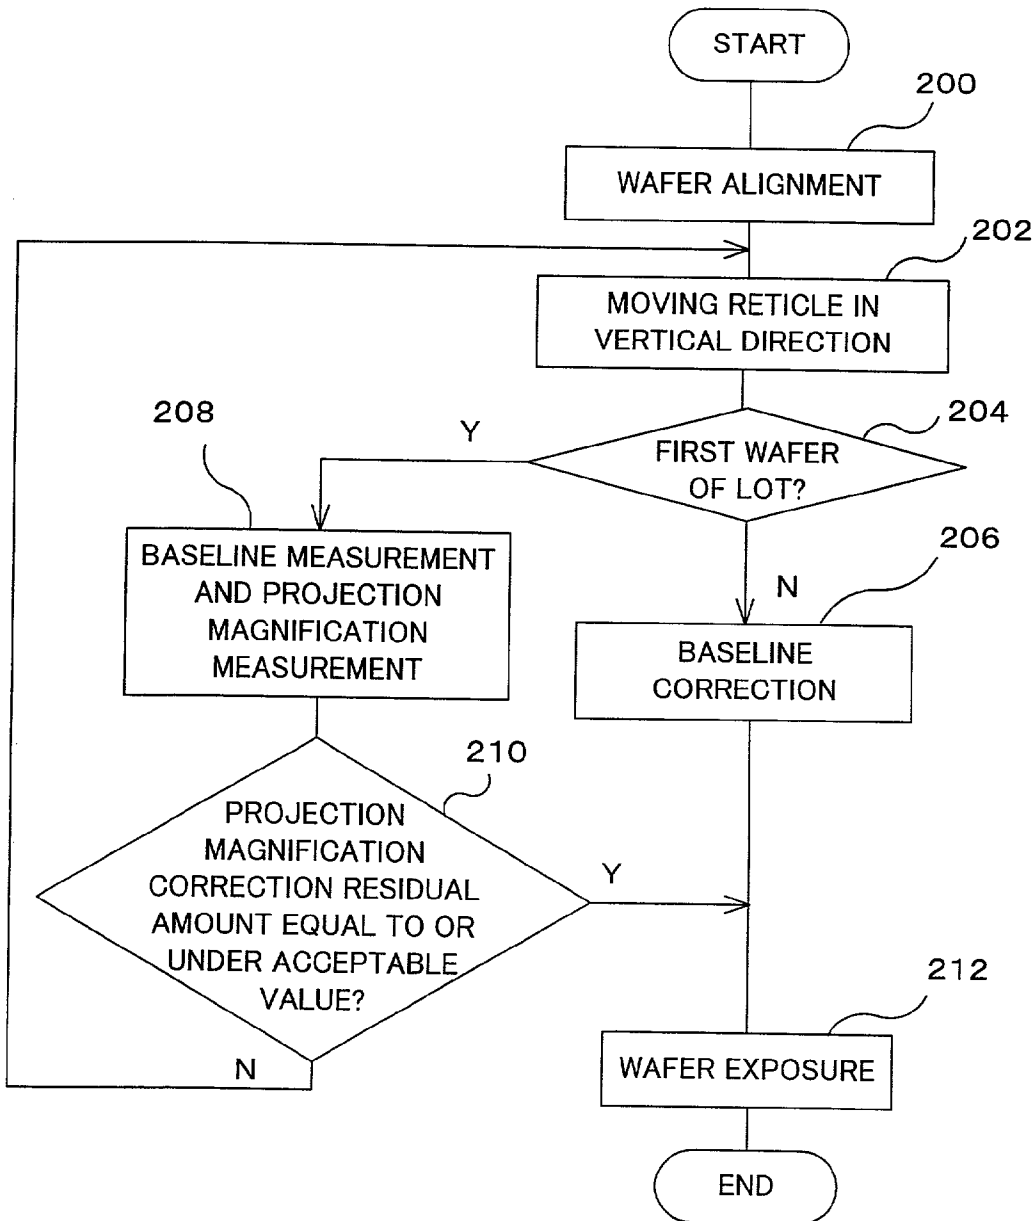 START
200
WAFER ALIGNMENT
202
MOVING RETICLE IN
VERTICAL DIRECTION
204
FIRST WAFER
OF LOT?
Y
208
BASELINE MEASUREMENT
AND PROJECTION
MAGNIFICATION
MEASUREMENT
N
206
BASELINE
CORRECTION
210
PROJECTION
MAGNIFICATION
CORRECTION RESIDUAL
AMOUNT EQUAL TO OR
UNDER ACCEPTABLE
VALUE?
Y
N
212
WAFER EXPOSURE
END